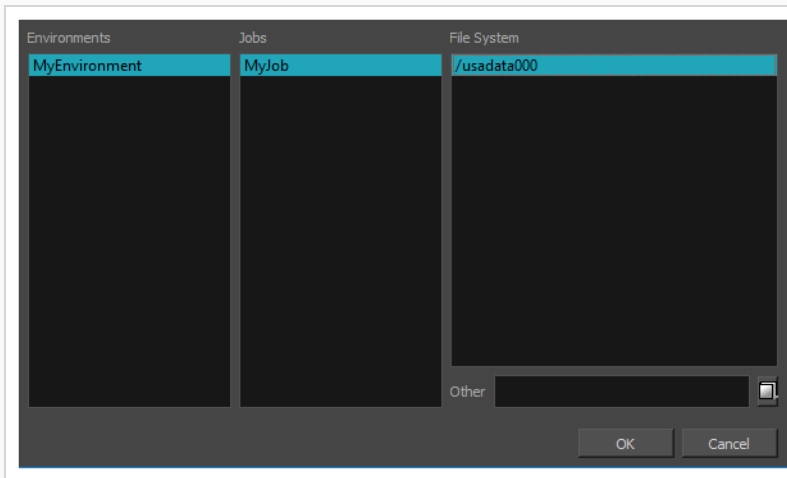 Environments
Jobs
File System
MyEnvironment
MyJob
/usadata000
Other
OK
Cancel